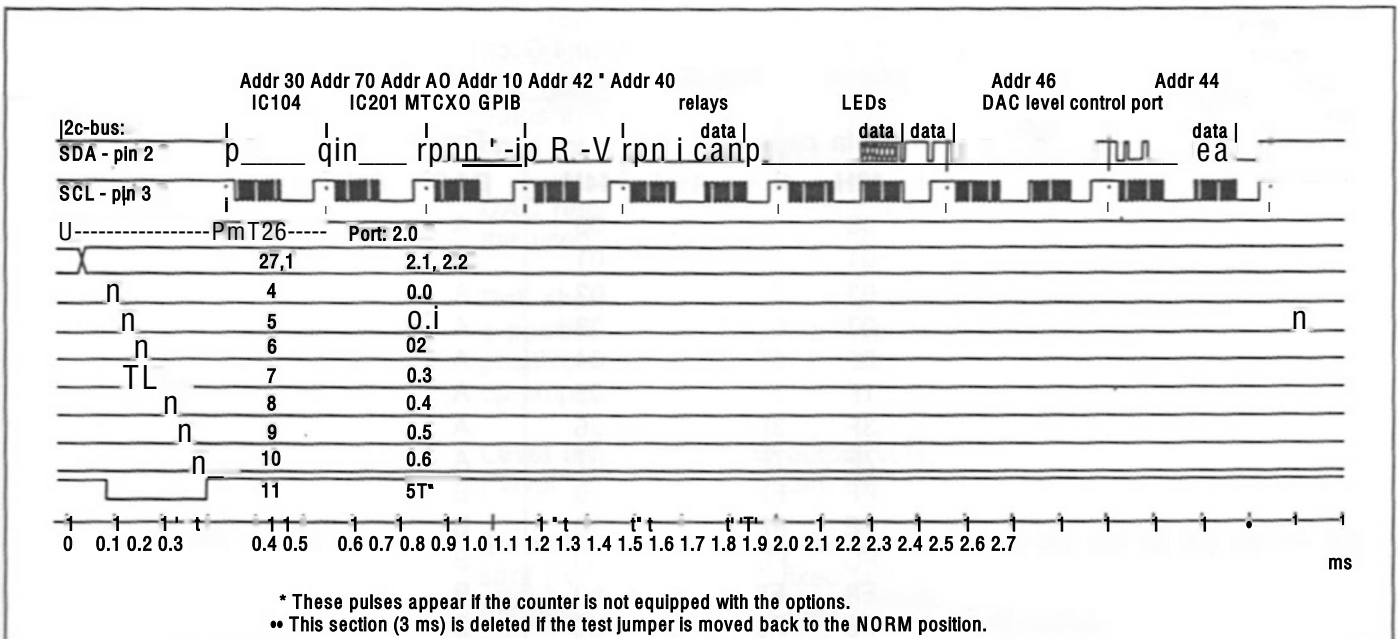 Addr 30 Addr 70 Addr AO Addr 10 Addr 42 * Addr 40 Addr 46 Addr 44
IC104 IC201 MTCXO GPIB relays LEDs DAC level control port
I2c-bus: data data data data
SDA - pin 2
SCL - pin 3
Port: 2.0
27,1 2.1, 2.2
4 0.0
5 o.i
6 02
7 0.3
8 0.4
9 0.5
10 0.6
11
0 0.1 0.2 0.3 0.4 0.5 0.6 0.7 0.8 0.9 1.0 1.1 1.2 1.3 1.4 1.5 1.6 1.7 1.8 1.9 2.0 2.1 2.2 2.3 2.4 2.5 2.6 2.7
ms
* These pulses appear if the counter is not equipped with the options.
•• This section (3 ms) is deleted if the test jumper is moved back to the NORM position.